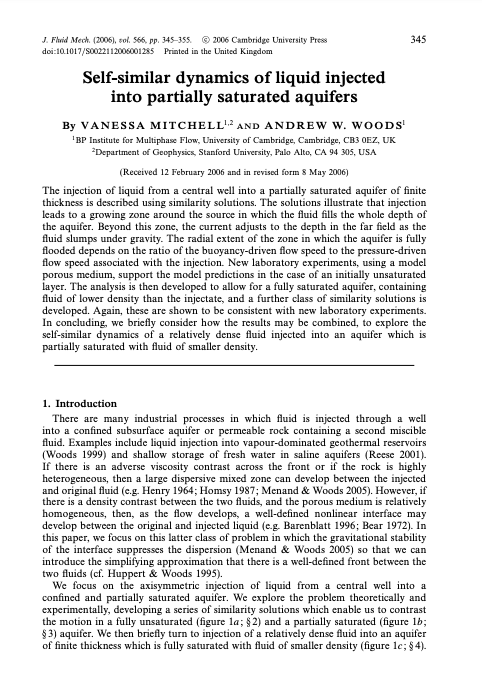 J. Fluid Mech. (2006), vol. 566, pp. 345–355. © 2006 Cambridge University Press 345
doi:10.1017/S0022112006001285 Printed in the United Kingdom
Self-similar dynamics of liquid injected
into partially saturated aquifers
By VANESSA MITCHELL1,2 AND ANDREW W. WOODS1
1BP Institute for Multiphase Flow, University of Cambridge, Cambridge, CB3 0EZ, UK
2Department of Geophysics, Stanford University, Palo Alto, CA 94 305, USA
(Received 12 February 2006 and in revised form 8 May 2006)
The injection of liquid from a central well into a partially saturated aquifer of finite
thickness is described using similarity solutions. The solutions illustrate that injection
leads to a growing zone around the source in which the fluid fills the whole depth of
the aquifer. Beyond this zone, the current adjusts to the depth in the far field as the
fluid slumps under gravity. The radial extent of the zone in which the aquifer is fully
flooded depends on the ratio of the buoyancy-driven flow speed to the pressure-driven
flow speed associated with the injection. New laboratory experiments, using a model
porous medium, support the model predictions in the case of an initially unsaturated
layer. The analysis is then developed to allow for a fully saturated aquifer, containing
fluid of lower density than the injectate, and a further class of similarity solutions is
developed. Again, these are shown to be consistent with new laboratory experiments.
In concluding, we briefly consider how the results may be combined, to explore the
self-similar dynamics of a relatively dense fluid injected into an aquifer which is
partially saturated with fluid of smaller density.
1. Introduction
There are many industrial processes in which fluid is injected through a well
into a confined subsurface aquifer or permeable rock containing a second miscible
fluid. Examples include liquid injection into vapour-dominated geothermal reservoirs
(Woods 1999) and shallow storage of fresh water in saline aquifers (Reese 2001).
If there is an adverse viscosity contrast across the front or if the rock is highly
heterogeneous, then a large dispersive mixed zone can develop between the injected
and original fluid (e.g. Henry 1964; Homsy 1987; Menand & Woods 2005). However, if
there is a density contrast between the two fluids, and the porous medium is relatively
homogeneous, then, as the flow develops, a well-defined nonlinear interface may
develop between the original and injected liquid (e.g. Barenblatt 1996; Bear 1972). In
this paper, we focus on this latter class of problem in which the gravitational stability
of the interface suppresses the dispersion (Menand & Woods 2005) so that we can
introduce the simplifying approximation that there is a well-defined front between the
two fluids (cf. Huppert & Woods 1995).
We focus on the axisymmetric injection of liquid from a central well into a
confined and partially saturated aquifer. We explore the problem theoretically and
experimentally, developing a series of similarity solutions which enable us to contrast
the motion in a fully unsaturated (figure 1a; § 2) and a partially saturated (figure 1b;
§ 3) aquifer. We then briefly turn to injection of a relatively dense fluid into an aquifer
of finite thickness which is fully saturated with fluid of smaller density (figure 1c; § 4).